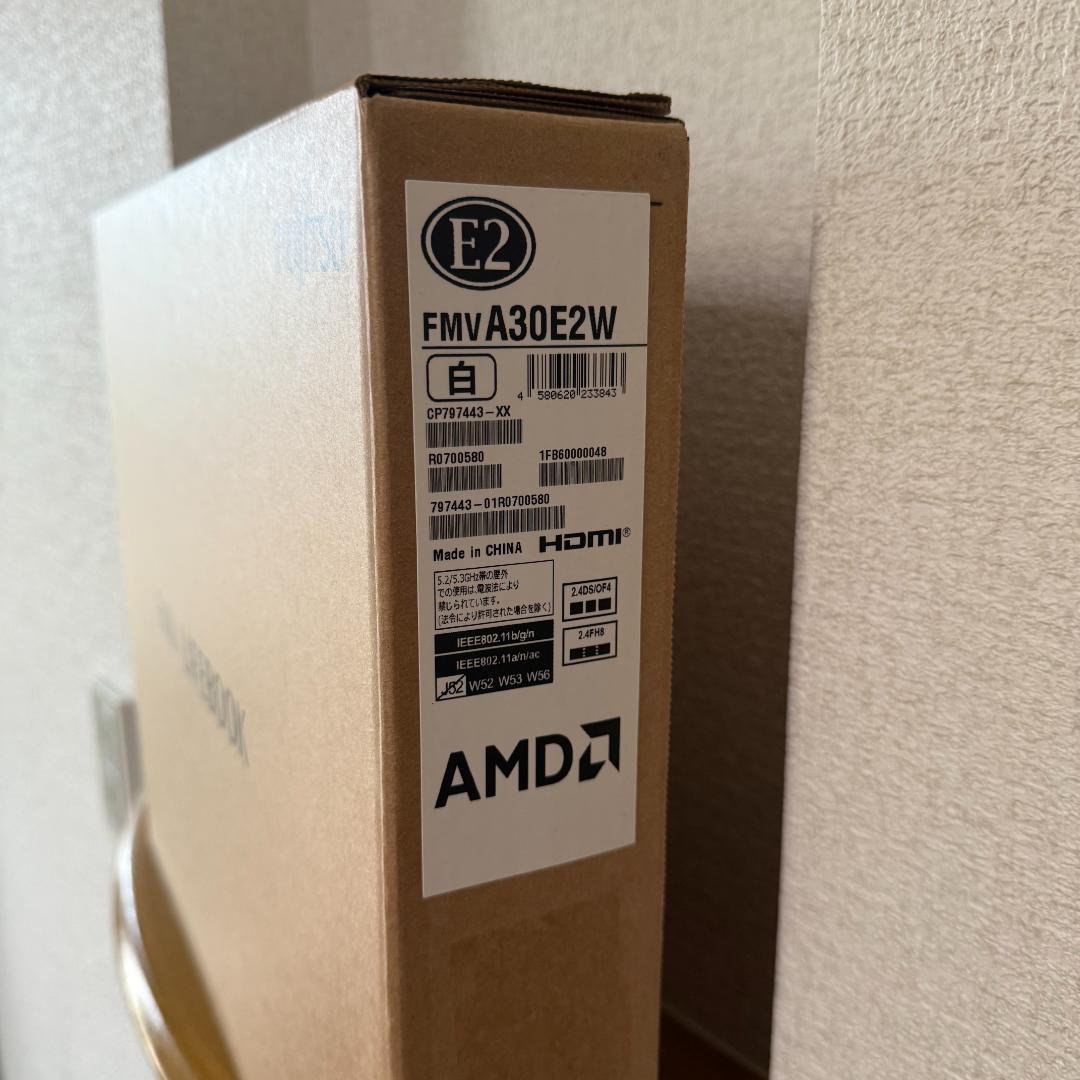 E2
FMV A30E2W
白
4 580620 233843
CP797443-XX
R0700580 1FB60000048
797443-01R0700580
Made in CHINA HDMI®
5.2/5.3GHz帯の屋外
での使用は、電波法により
禁じられています。
(法令により許可された場合を除く)
2.4DS/OF4
IEEE802.11b/g/n
2.4FH8
IEEE802.11a/n/ac
J52 W52 W53 W56
AMD